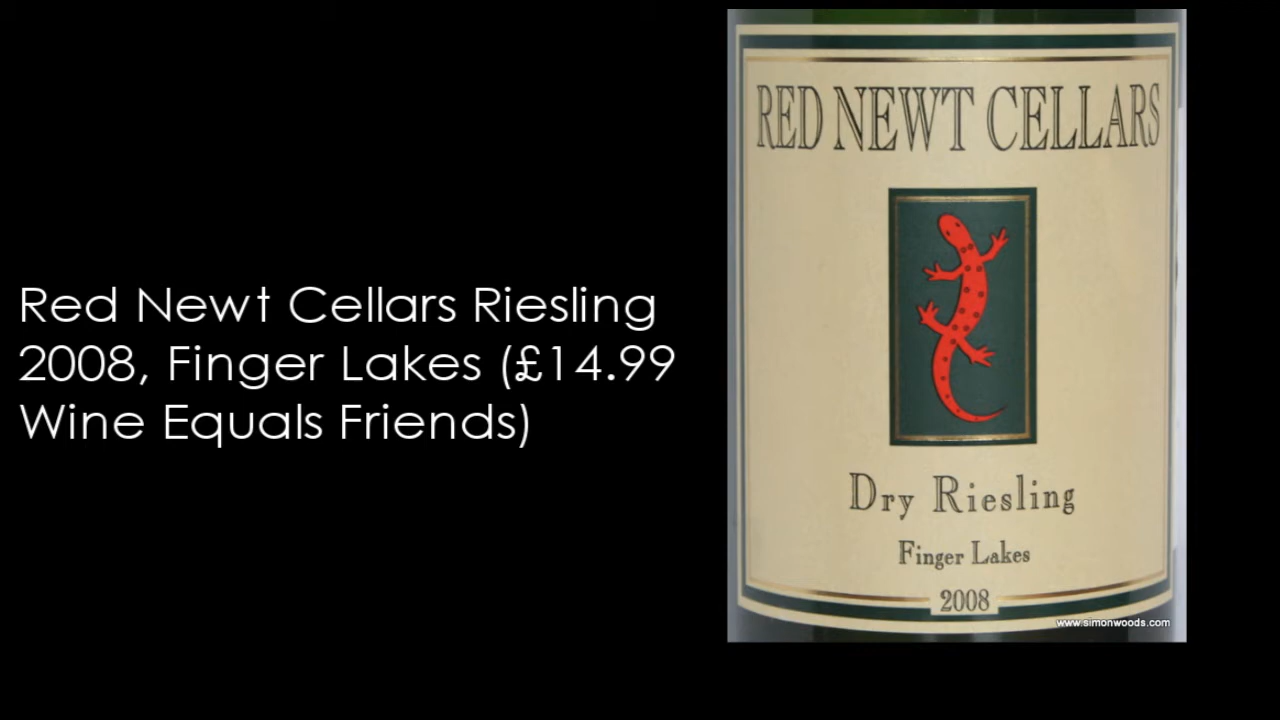 Red Newt Cellars Riesling
2008, Finger Lakes (£14.99
Wine Equals Friends)
RED NEWT CELLARS
Dry Riesling
Finger Lakes
2008
www.simonwoods.com